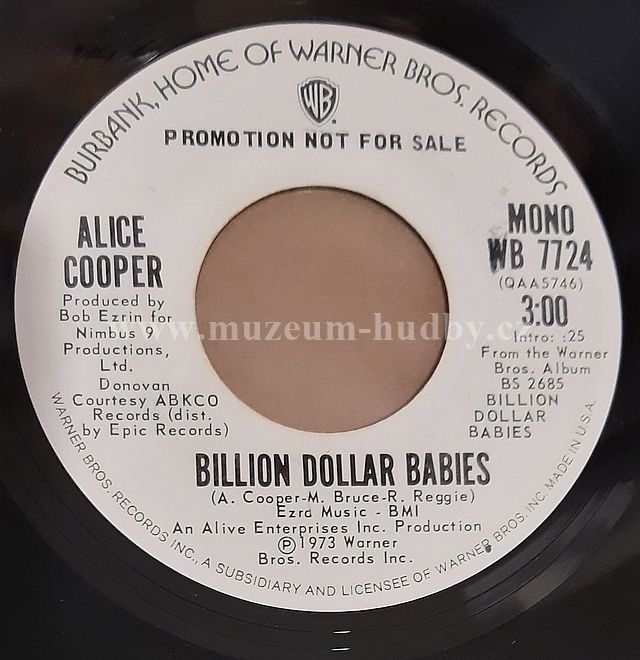 BURBANK, HOME OF WARNER BROS. RECORDS
WB
PROMOTION NOT FOR SALE
ALICE
COOPER
Produced by
Bob Ezrin for
Nimbus 9
Productions,
Ltd.
Donovan
Courtesy ABKCO
Records (dist.
by Epic Records)
MONO
WB 7724
(QAA5746)
3:00
Intro: :25
From the Warner
Bros. Album
BS 2685
BILLION
DOLLAR
BABIES
www.muzeum-hudby.cz
BILLION DOLLAR BABIES
(A. Cooper-M. Bruce-R. Reggie)
Ezra Music - BMI
An Alive Enterprises Inc. Production
Ⓟ1973 Warner
Bros. Records Inc.
WARNER BROS. RECORDS INC., A SUBSIDIARY AND LICENSEE OF WARNER BROS. INC. MADE IN U.S.A.